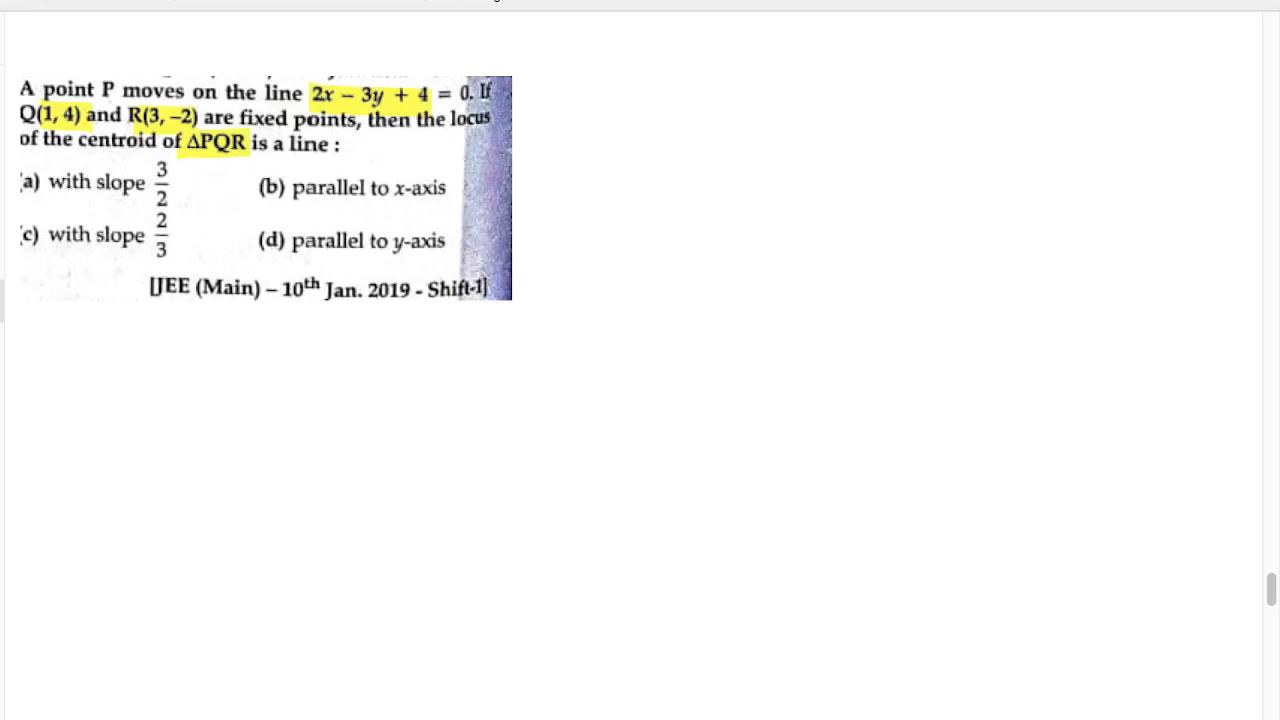 A point P moves on the line 2x – 3y + 4 = 0. If
Q(1, 4) and R(3, –2) are fixed points, then the locus
of the centroid of ΔPQR is a line :
a) with slope 3/2 (b) parallel to x-axis
c) with slope 2/3 (d) parallel to y-axis
[JEE (Main) – 10th Jan. 2019 - Shift-1]